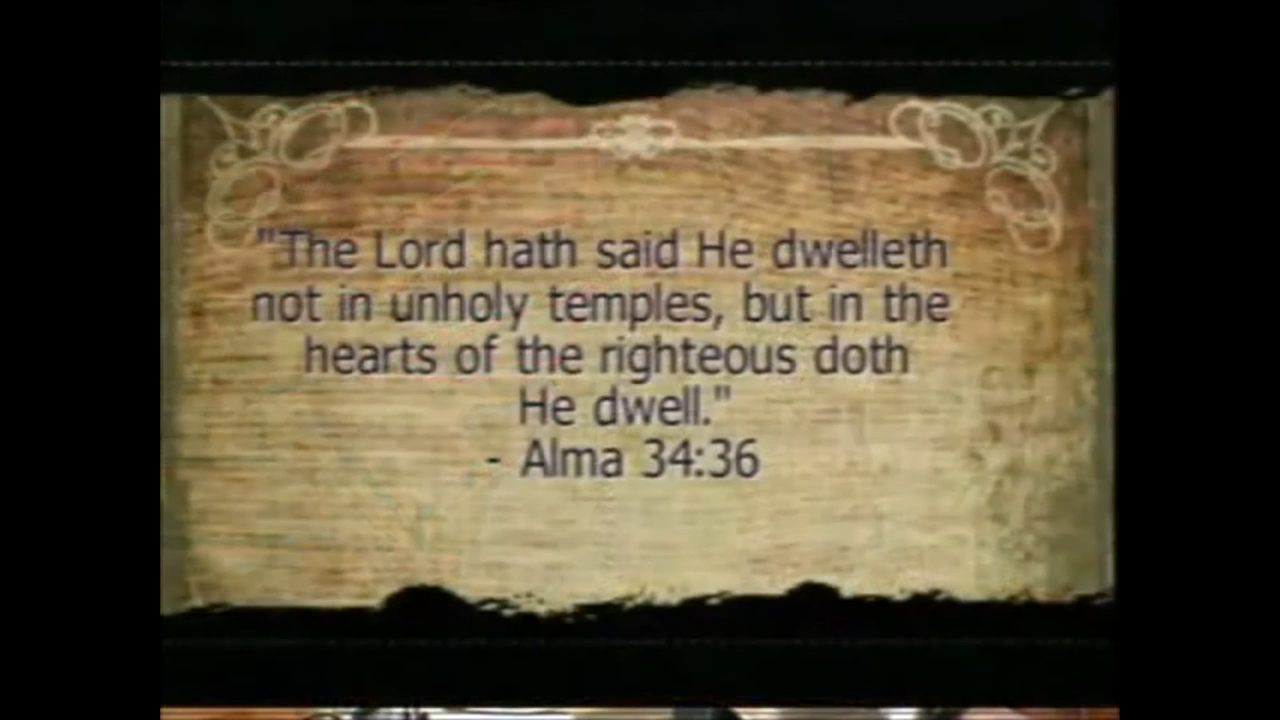 "The Lord hath said He dwelleth
not in unholy temples, but in the
hearts of the righteous doth
He dwell."
- Alma 34:36